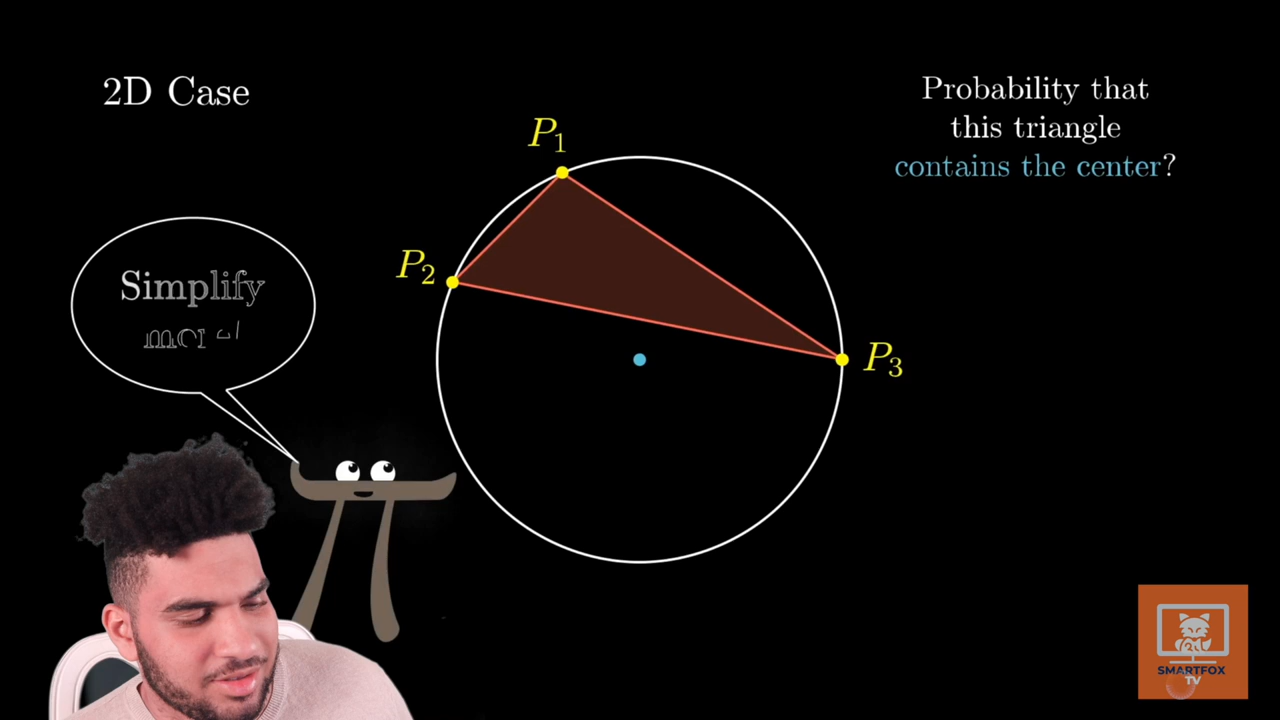 2D Case
Probability that
this triangle
contains the center?
P₁
P₂
P₃
Simplify
SMARTFOX
TV